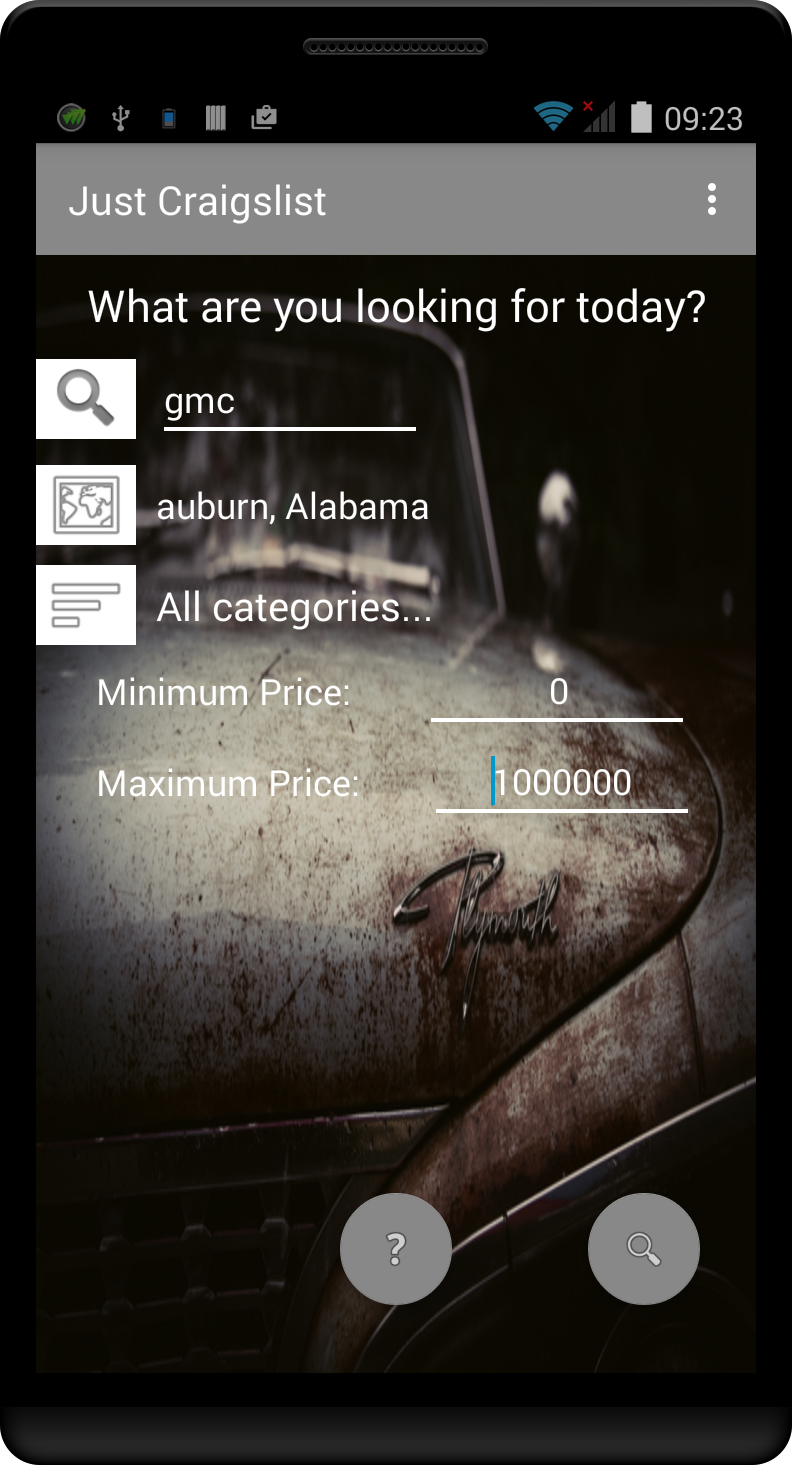 09:23
Just Craigslist
What are you looking for today?
gmc
auburn, Alabama
All categories...
Minimum Price: 0
Maximum Price: 1000000
Plymouth
?